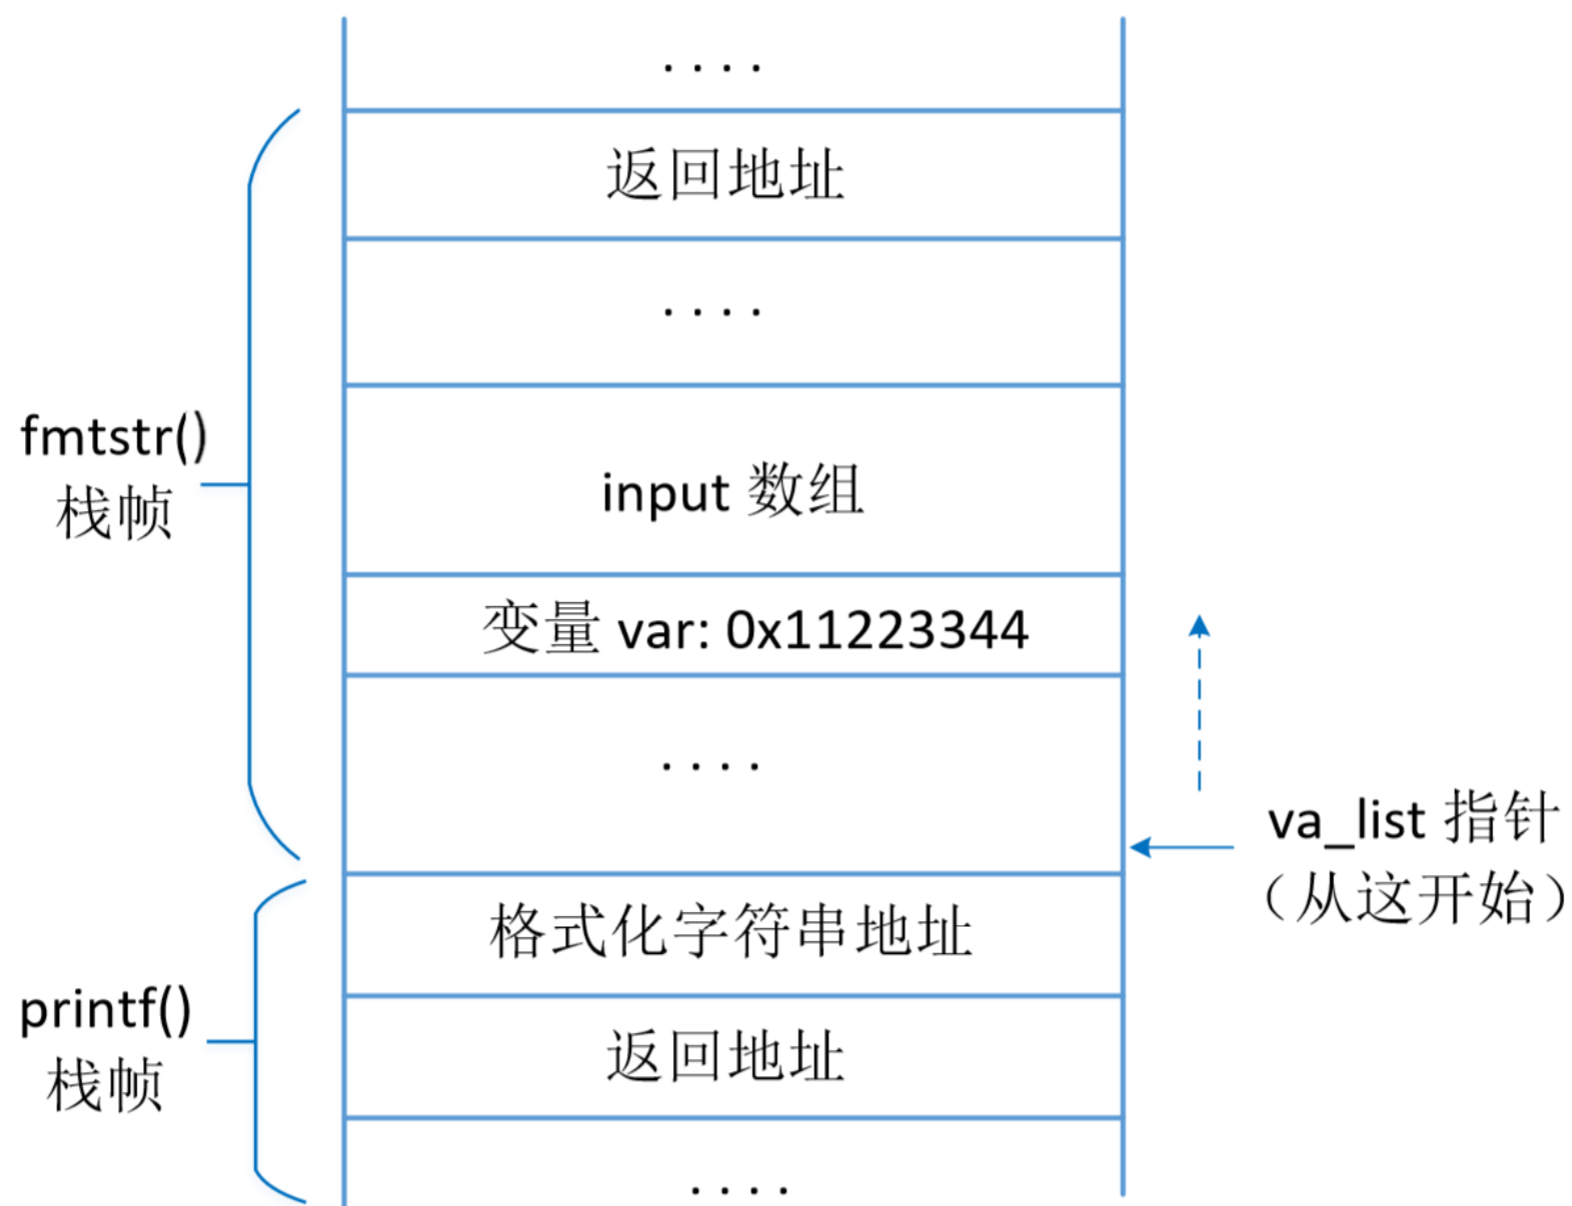 ....
返回地址
....
fmtstr()
栈帧
input 数组
变量 var: 0x11223344
....
va_list 指针
（从这开始）
格式化字符串地址
printf()
栈帧
返回地址
....